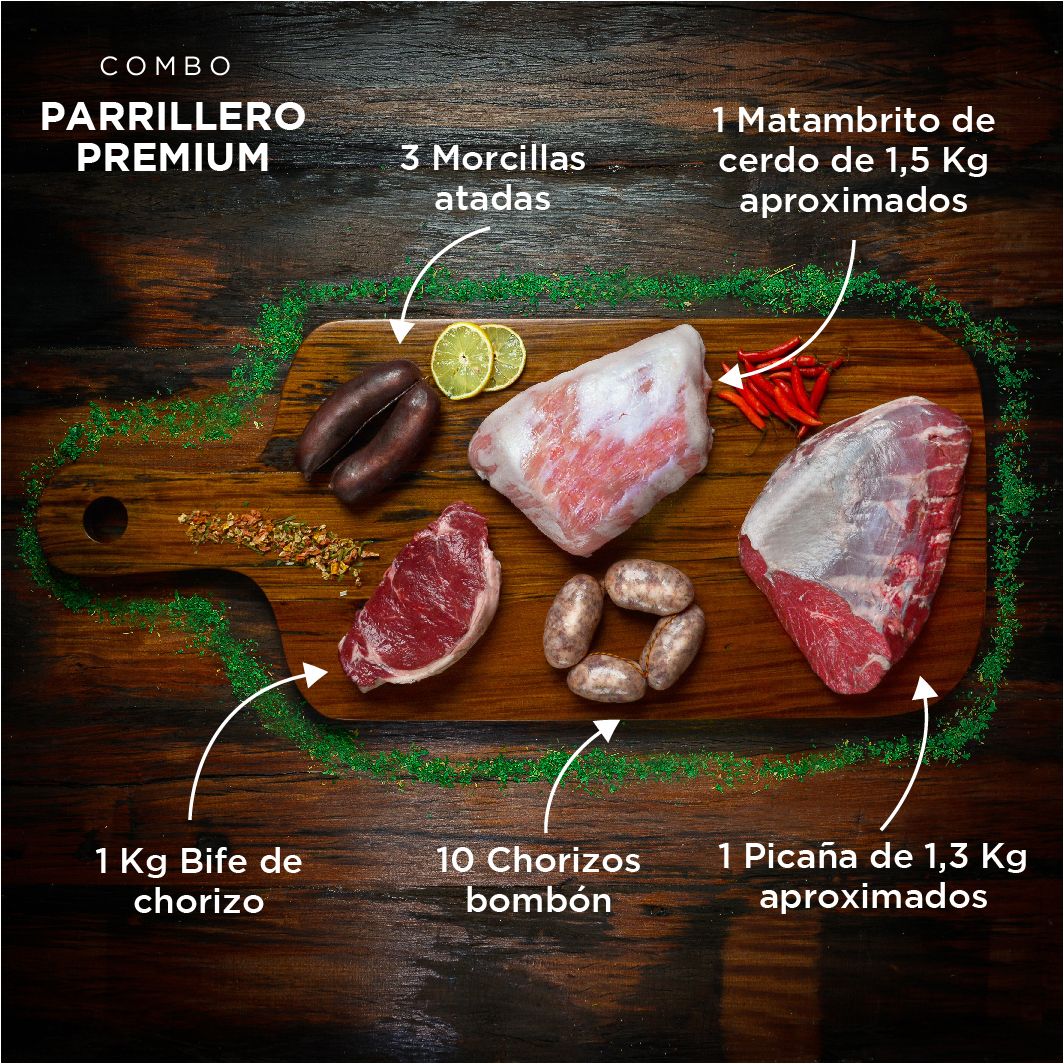 COMBO
PARRILLERO
PREMIUM
3 Morcillas
atadas
1 Matambrito de
cerdo de 1,5 Kg
aproximados
1 Kg Bife de
chorizo
10 Chorizos
bombón
1 Picaña de 1,3 Kg
aproximados